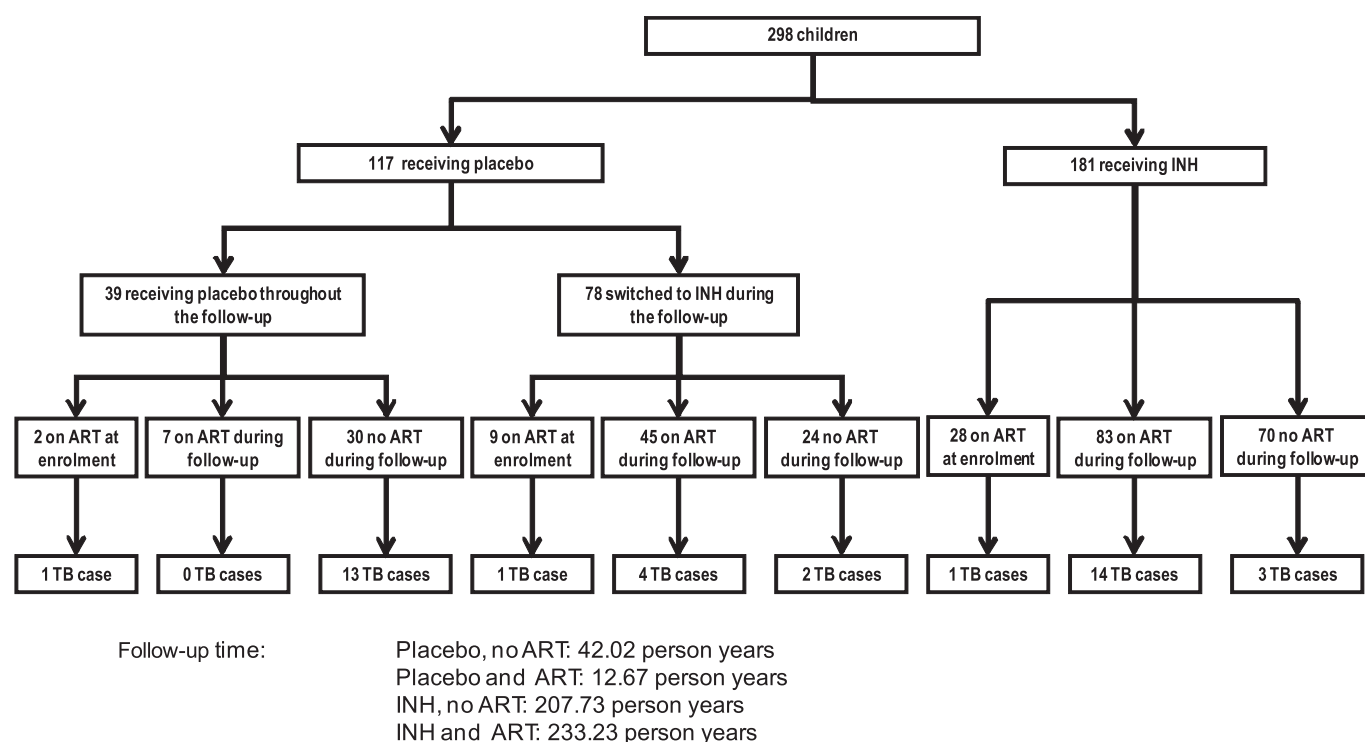 298 children
117 receiving placebo
181 receiving INH
39 receiving placebo throughout
the follow-up
78 switched to INH during
the follow-up
2 on ART at
enrolment
7 on ART during
follow-up
30 no ART
during follow-up
9 on ART at
enrolment
45 on ART
during follow-up
24 no ART
during follow-up
28 on ART
at enrolment
83 on ART
during follow-up
70 no ART
during follow-up
1 TB case
0 TB cases
13 TB cases
1 TB case
4 TB cases
2 TB cases
1 TB cases
14 TB cases
3 TB cases
Follow-up time:
Placebo, no ART: 42.02 person years
Placebo and ART: 12.67 person years
INH, no ART: 207.73 person years
INH and ART: 233.23 person years